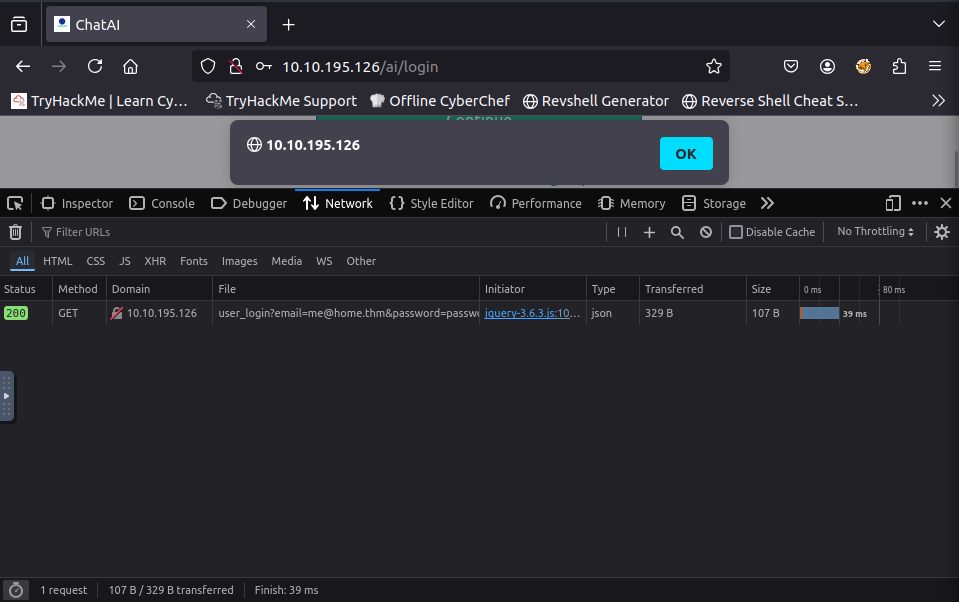 ChatAI
10.10.195.126/ai/login
TryHackMe | Learn Cy… TryHackMe Support Offline CyberChef Revshell Generator Reverse Shell Cheat S…
Continue
10.10.195.126
OK
Inspector Console Debugger Network Style Editor Performance Memory Storage
Filter URLs Disable Cache No Throttling
All HTML CSS JS XHR Fonts Images Media WS Other
Status Method Domain File Initiator Type Transferred Size 0 ms 80 ms
200 GET 10.10.195.126 user_login?email=me@home.thm&password=passw jquery-3.6.3.js:10… json 329 B 107 B 39 ms
1 request 107 B / 329 B transferred Finish: 39 ms